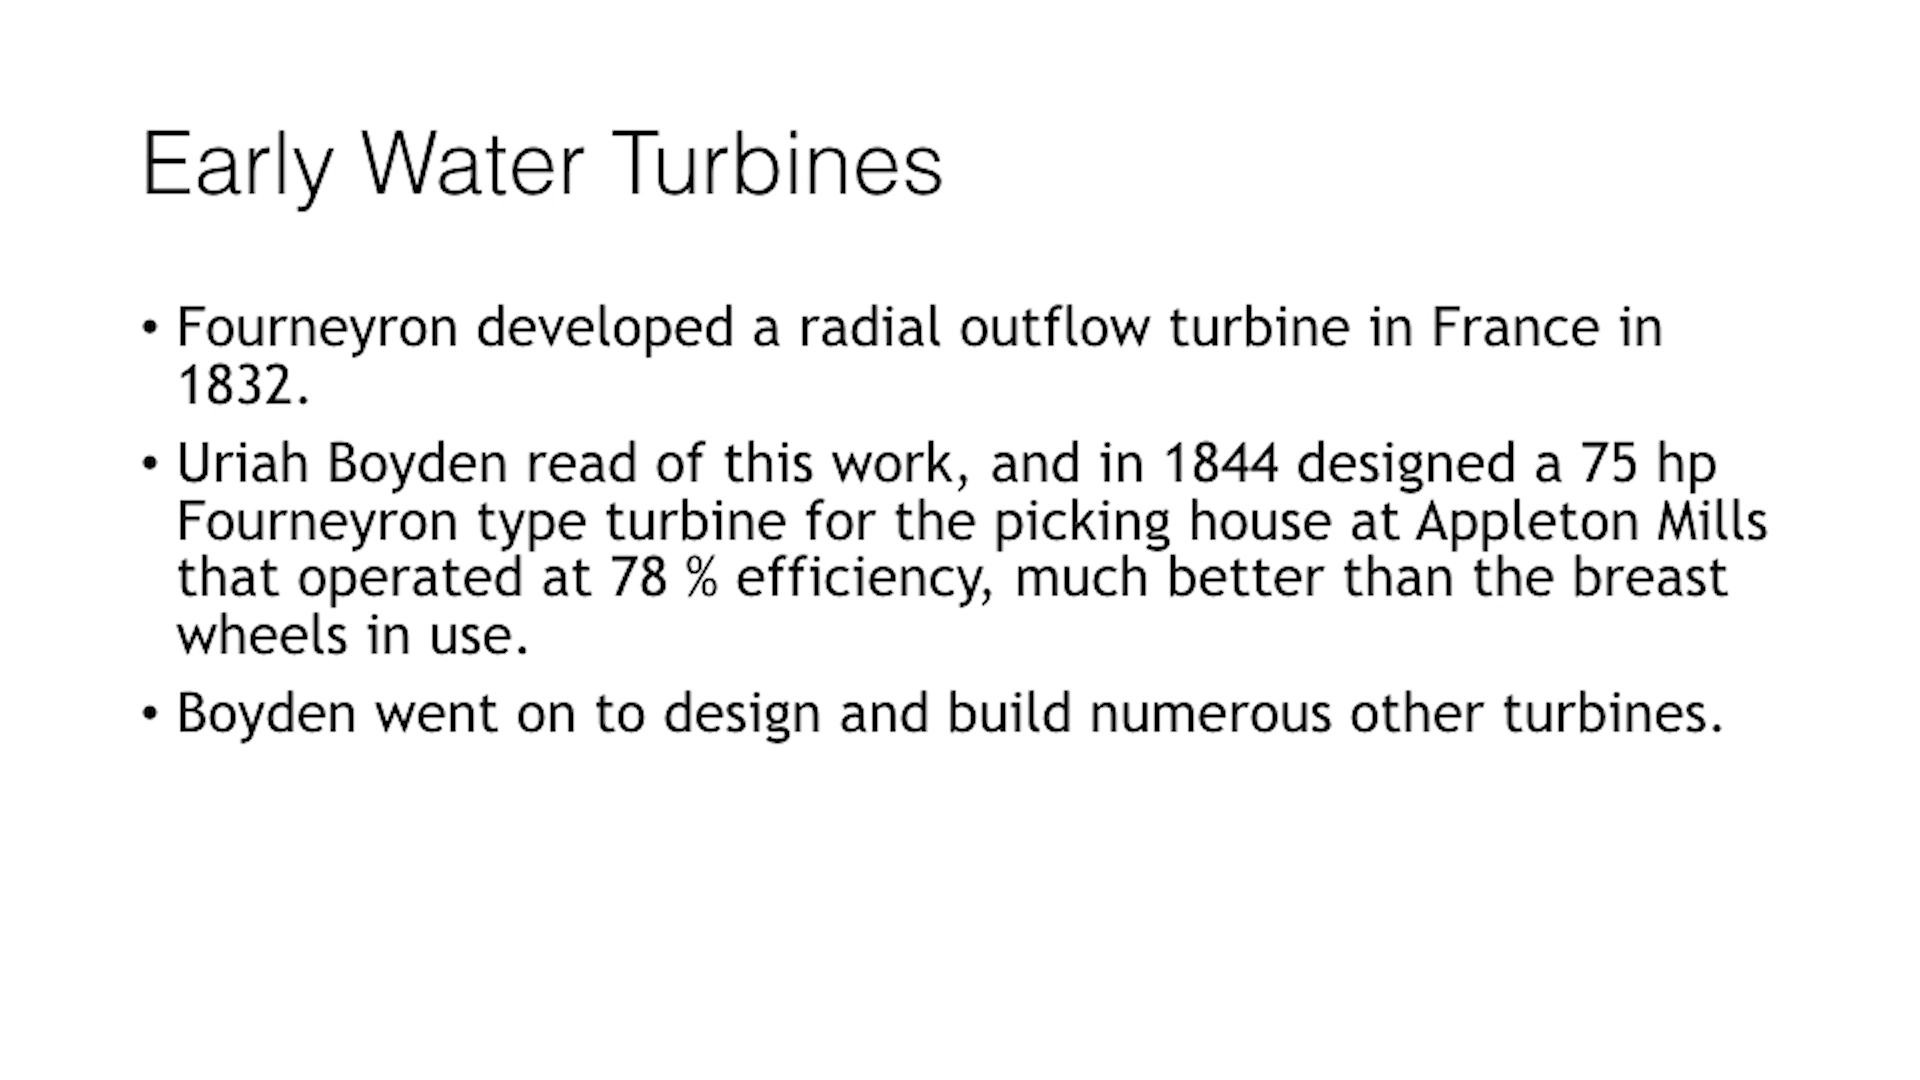 Early Water Turbines
• Fourneyron developed a radial outflow turbine in France in
1832.
• Uriah Boyden read of this work, and in 1844 designed a 75 hp
Fourneyron type turbine for the picking house at Appleton Mills
that operated at 78 % efficiency, much better than the breast
wheels in use.
• Boyden went on to design and build numerous other turbines.